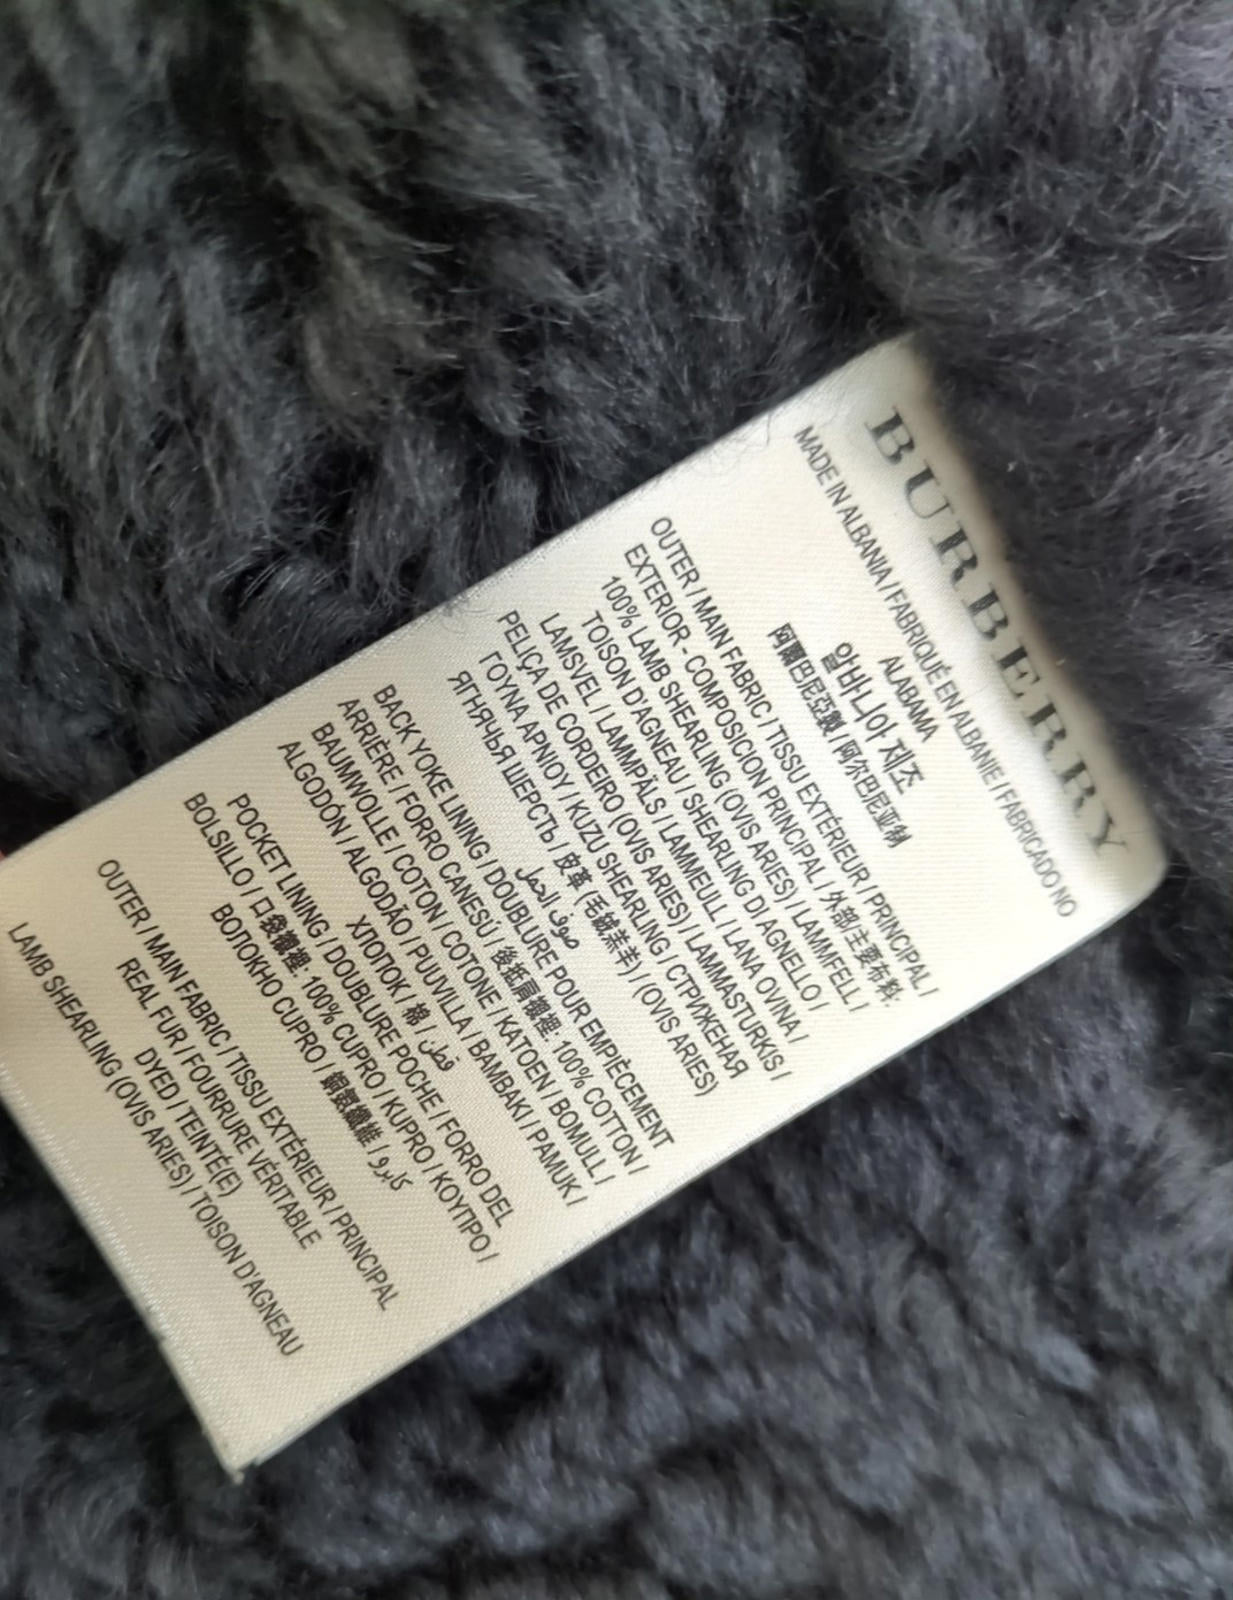 BURBERRY
MADE IN ALBANIA / FABRIQUÉ EN ALBANIE / FABRICADO NO
ALABAMA
알바니아 제조
阿爾巴尼亞製 / 阿尔巴尼亚制
OUTER / MAIN FABRIC / TISSU EXTÉRIEUR / PRINCIPAL /
EXTERIOR - COMPOSICION PRINCIPAL / 外部主要布料:
100% LAMB SHEARLING (OVIS ARIES) / LAMMFELL /
TOISON D'AGNEAU / SHEARLING DI AGNELLO /
LAMSVEL / LAMMPÄLS / LAMMEULL / LANA OVINA /
PELIÇA DE CORDEIRO (OVIS ARIES) / LAMMASTURKIS /
ΓΟΥΝΑ ΑΡΝΙΟΥ / KUZU SHEARLING / СТРИЖЕНАЯ
ЯГНЯЧЬЯ ШЕРСТЬ / 皮革 (毛絨羔羊) / (OVIS ARIES)
صوف الحمل
BACK YOKE LINING / DOUBLURE POUR EMPIÈCEMENT
ARRIÈRE / FORRO CANESÚ / 後抵肩複裡: 100% COTTON /
BAUMWOLLE / COTON / COTONE / KATOEN / BOMULL /
ALGODÓN / ALGODÃO / PUUVILLA / BAMBAKI / PAMUK /
ХЛОПОК / 棉 / قطن
POCKET LINING / DOUBLURE POCHE / FORRO DEL
BOLSILLO / 口袋複裡: 100% CUPRO / KUPRO / ΚΟΥΠΡΟ /
ВОЛОКНО CUPRO / 銅氨纖維 / كابرو
OUTER / MAIN FABRIC / TISSU EXTÉRIEUR / PRINCIPAL
REAL FUR / FOURRURE VÉRITABLE
DYED / TEINTÉ(E)
LAMB SHEARLING (OVIS ARIES) / TOISON D'AGNEAU